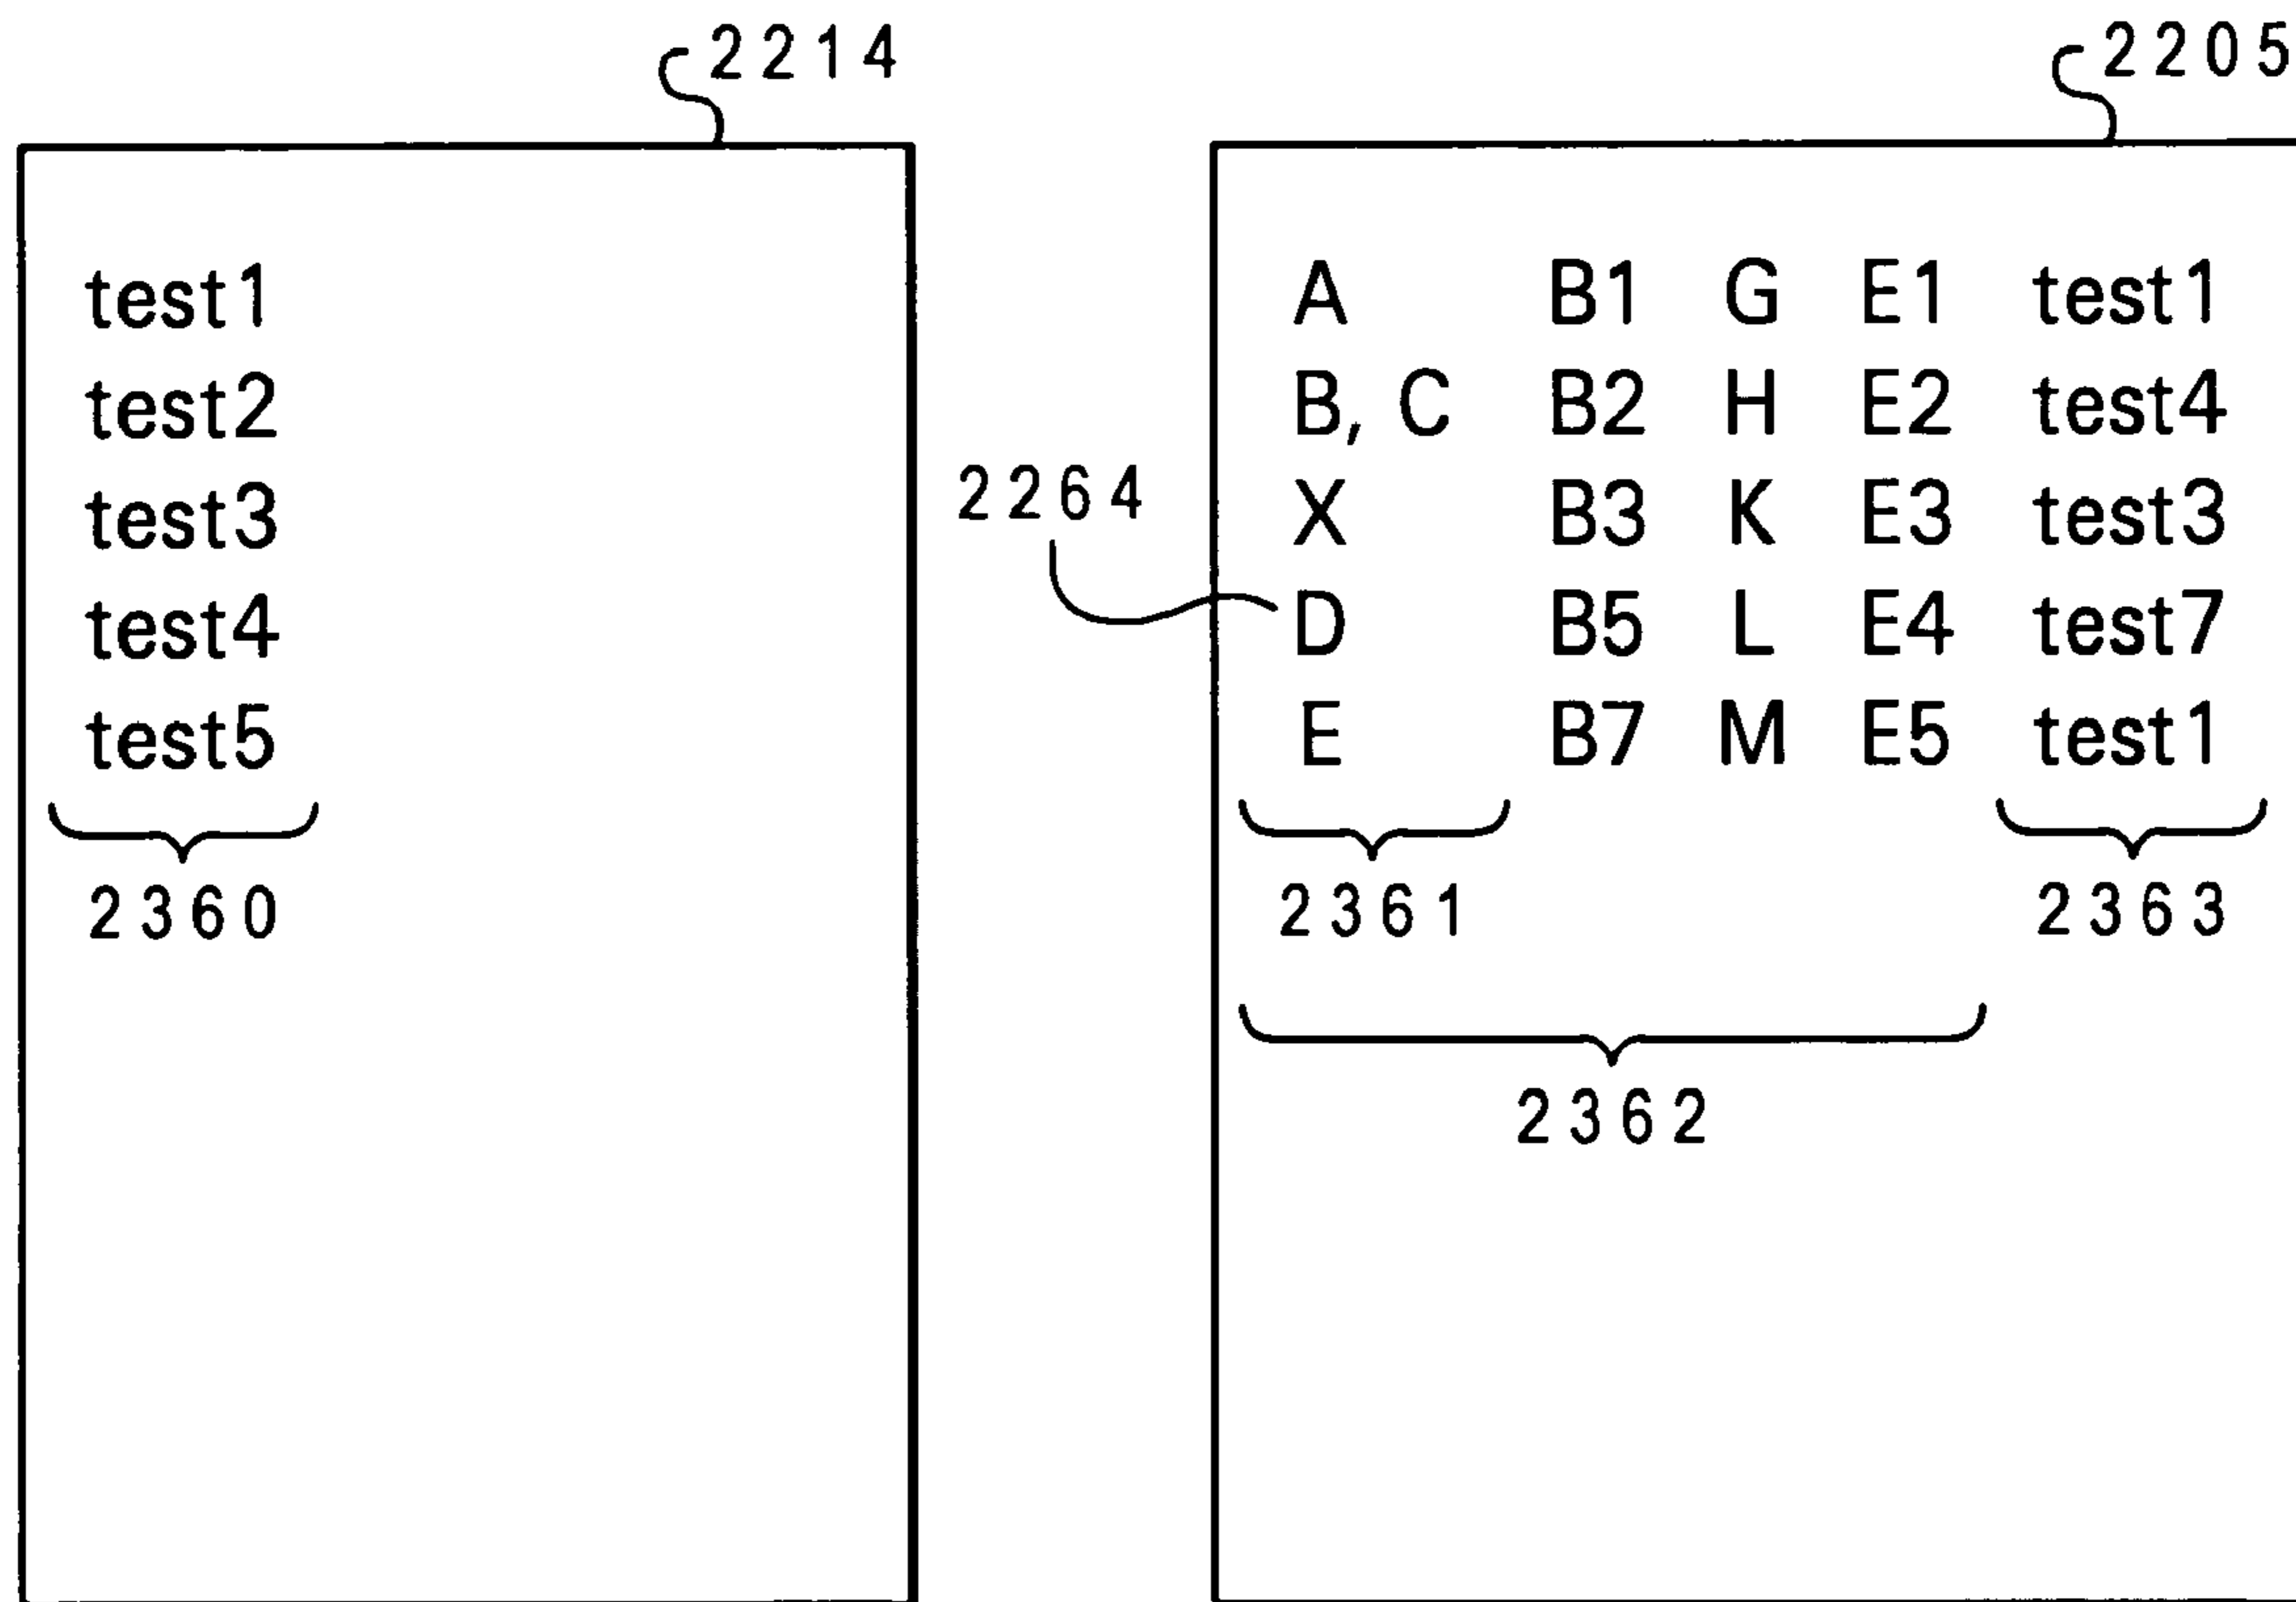 2214
test1
test2
test3
test4
test5
2360
2205
2264
A B1 G E1 test1
B, C B2 H E2 test4
X B3 K E3 test3
D B5 L E4 test7
E B7 M E5 test1
2361 2363
2362